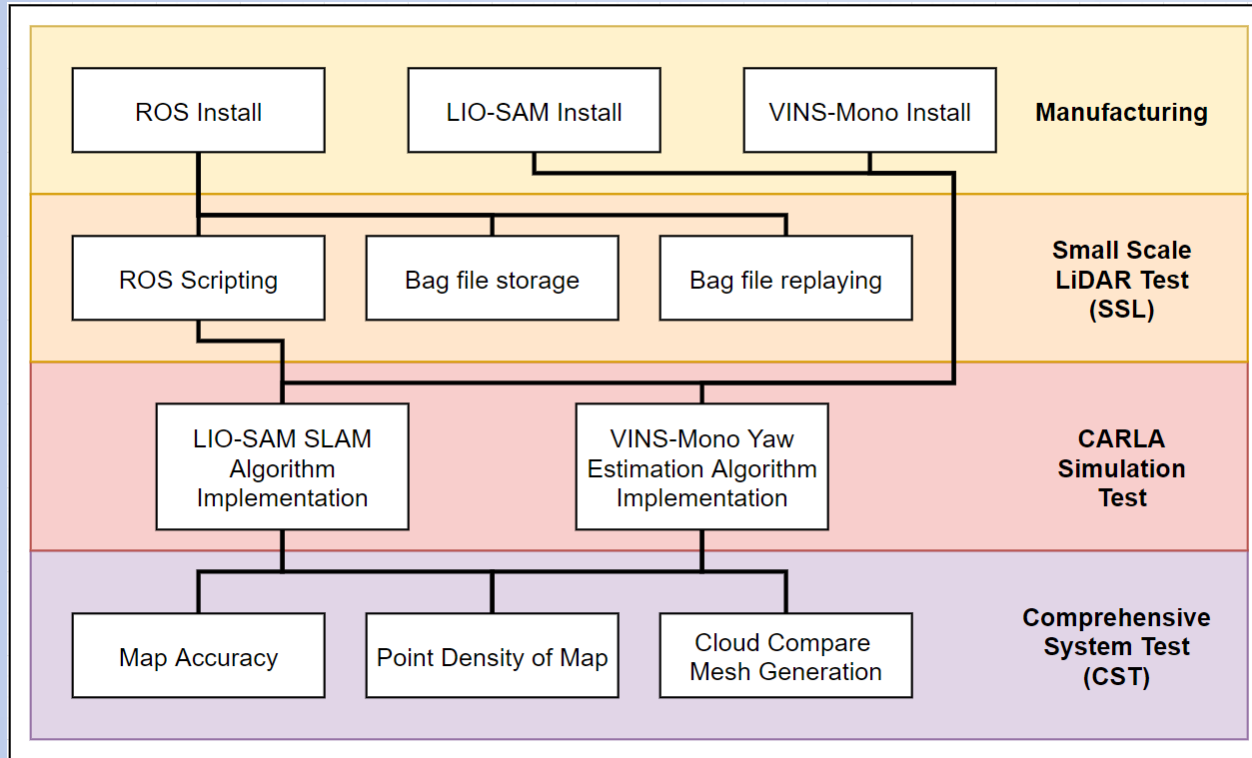 ROS Install
LIO-SAM Install
VINS-Mono Install
Manufacturing
ROS Scripting
Bag file storage
Bag file replaying
Small Scale
LiDAR Test
(SSL)
LIO-SAM SLAM
Algorithm
Implementation
VINS-Mono Yaw
Estimation Algorithm
Implementation
CARLA
Simulation
Test
Map Accuracy
Point Density of Map
Cloud Compare
Mesh Generation
Comprehensive
System Test
(CST)